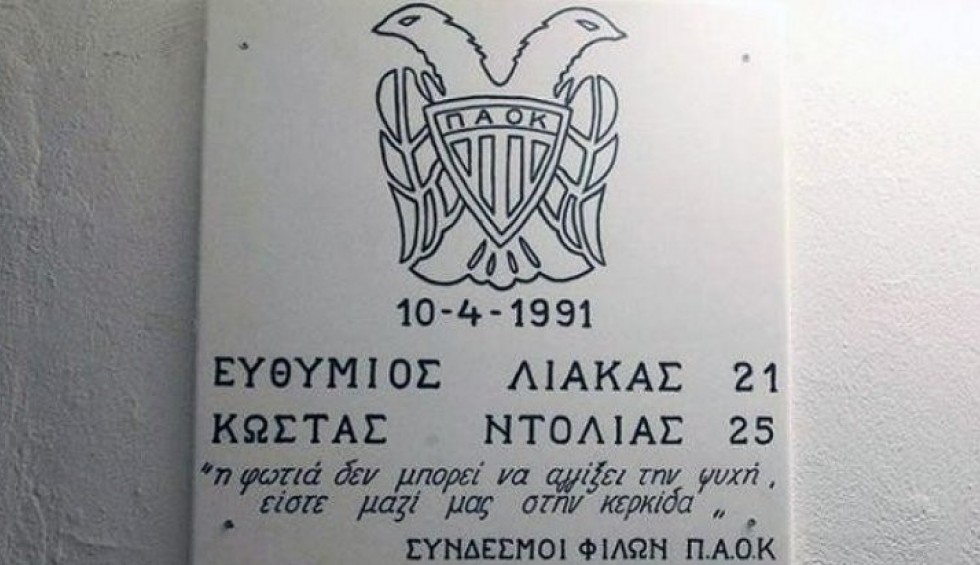 ΠΑΟΚ
10-4-1991
ΕΥΘΥΜΙΟΣ ΛΙΑΚΑΣ 21
ΚΩΣΤΑΣ ΝΤΟΛΙΑΣ 25
"η φωτιά δεν μπορεί να αγγίξει την ψυχή,
είστε μαζί μας στην κερκίδα„
ΣΥΝΔΕΣΜΟΙ ΦΙΛΩΝ Π.Α.Ο.Κ